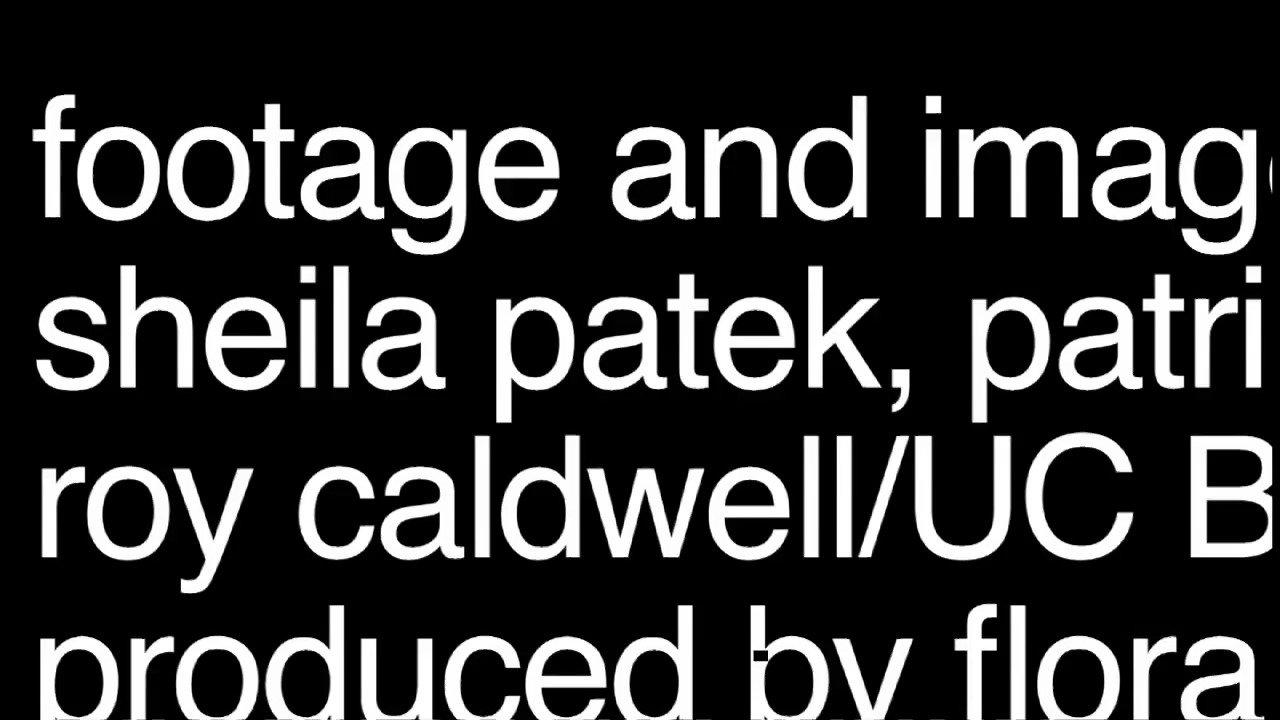 footage and imag
sheila patek, patri
roy caldwell/UC B
produced by flora